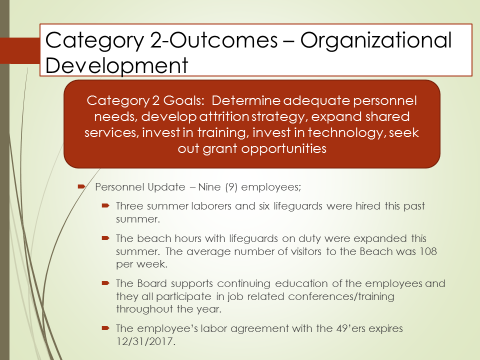 Category 2-Outcomes – Organizational
Development
Category 2 Goals: Determine adequate personnel
needs, develop attrition strategy, expand shared
services, invest in training, invest in technology, seek
out grant opportunities
Personnel Update – Nine (9) employees;
Three summer laborers and six lifeguards were hired this past
summer.
The beach hours with lifeguards on duty were expanded this
summer. The average number of visitors to the Beach was 108
per week.
The Board supports continuing education of the employees and
they all participate in job related conferences/training
throughout the year.
The employee's labor agreement with the 49'ers expires
12/31/2017.